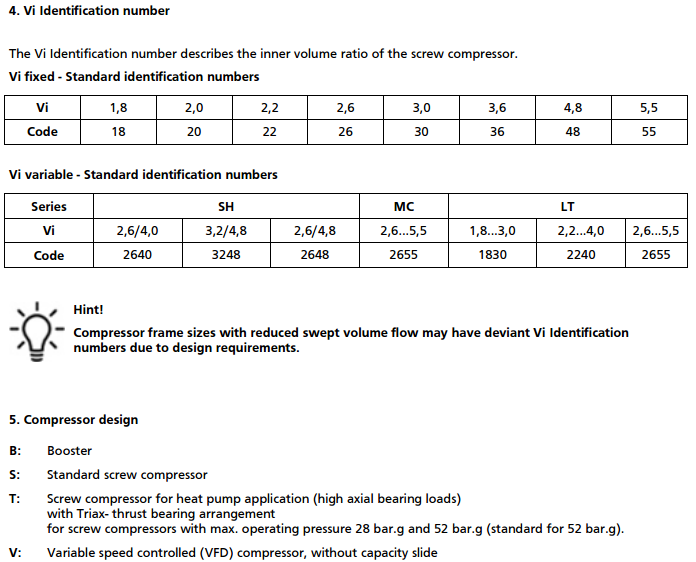 4. Vi Identification number
The Vi Identification number describes the inner volume ratio of the screw compressor.
Vi fixed - Standard identification numbers
Vi 1,8 2,0 2,2 2,6 3,0 3,6 4,8 5,5
Code 18 20 22 26 30 36 48 55
Vi variable - Standard identification numbers
Series SH MC LT
Vi 2,6/4,0 3,2/4,8 2,6/4,8 2,6...5,5 1,8...3,0 2,2...4,0 2,6...5,5
Code 2640 3248 2648 2655 1830 2240 2655
Hint!
Compressor frame sizes with reduced swept volume flow may have deviant Vi Identification
numbers due to design requirements.
5. Compressor design
B: Booster
S: Standard screw compressor
T: Screw compressor for heat pump application (high axial bearing loads)
with Triax- thrust bearing arrangement
for screw compressors with max. operating pressure 28 bar.g and 52 bar.g (standard for 52 bar.g).
V: Variable speed controlled (VFD) compressor, without capacity slide